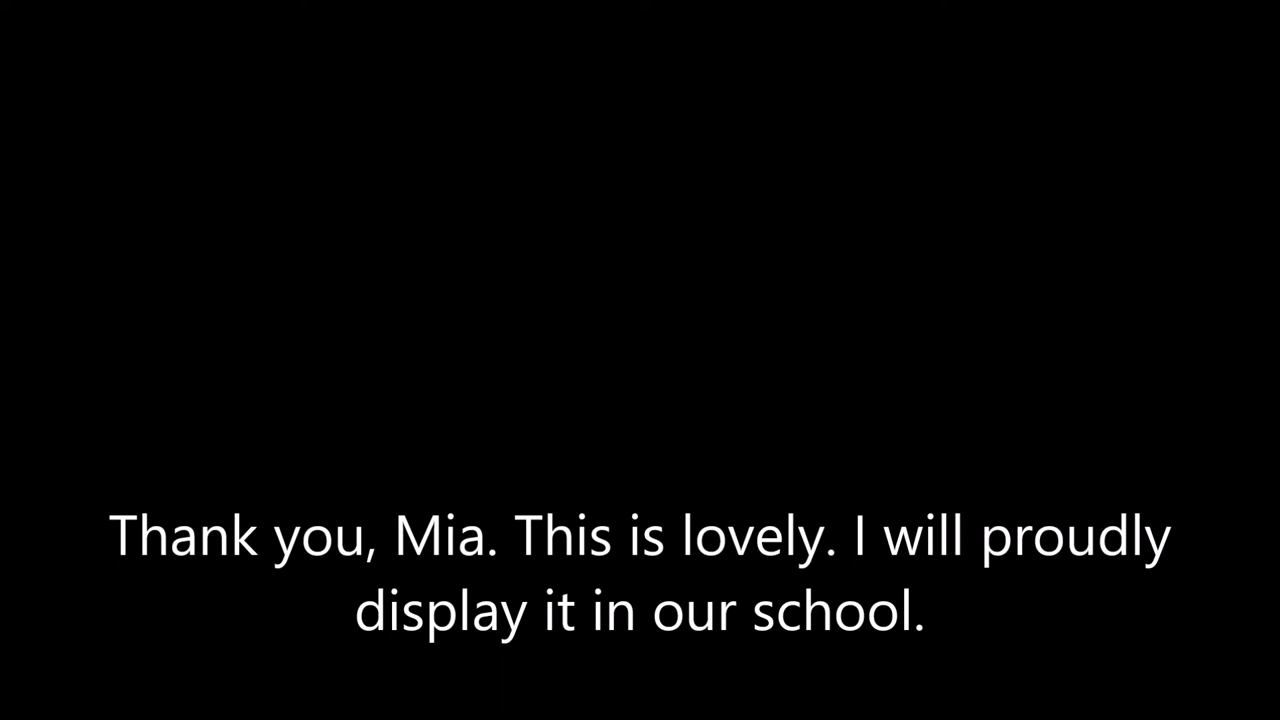 Thank you, Mia. This is lovely. I will proudly
display it in our school.